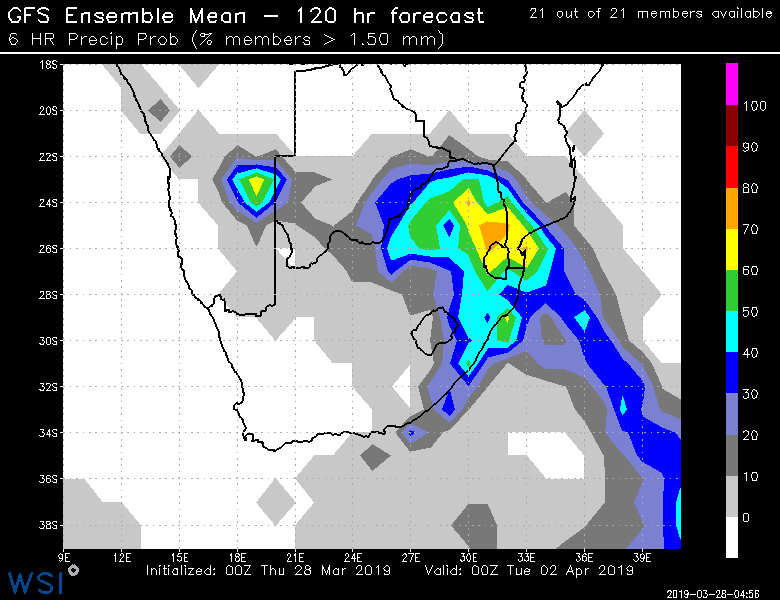 GFS Ensemble Mean – 120 hr forecast
21 out of 21 members available
6 HR Precip Prob (% members > 1.50 mm)
18S
20S
22S
24S
26S
28S
30S
32S
34S
36S
38S
100
90
80
70
60
50
40
30
20
10
0
9E 12E 15E 18E 21E 24E 27E 30E 33E 36E 39E
Initialized: 00Z Thu 28 Mar 2019 Valid: 00Z Tue 02 Apr 2019
WSI
2019-03-28-04:56